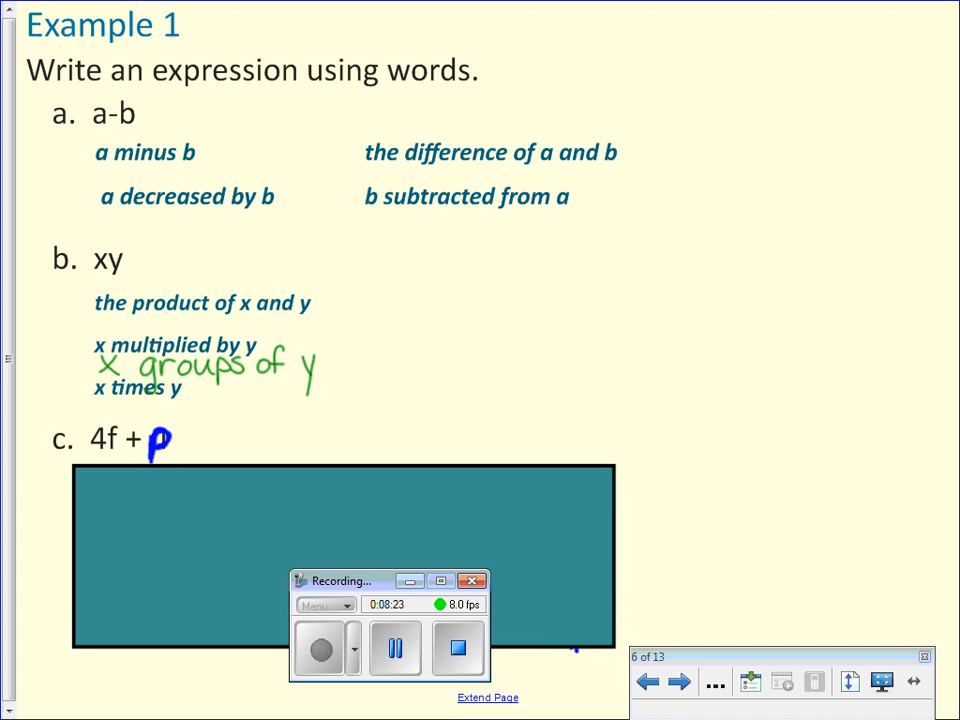 Example 1
Write an expression using words.
a. a-b
a minus b the difference of a and b
a decreased by b b subtracted from a
b. xy
the product of x and y
x multiplied by y
x groups of y
x times y
c. 4f + p
Recording...
Menu 0:08:23 8.0 fps
6 of 13
Extend Page